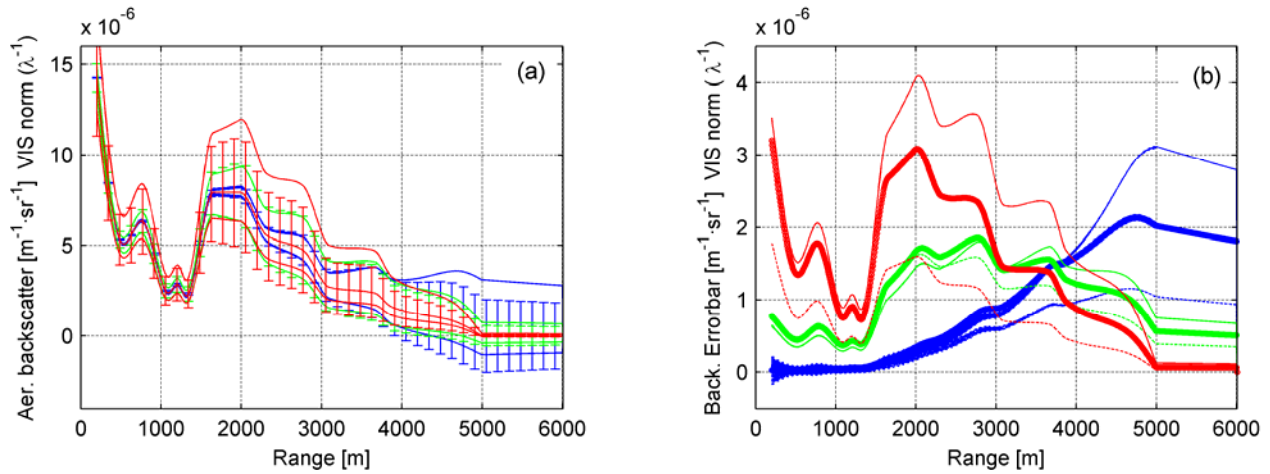 x 10⁻⁶
(a)
15
10
5
0
0 1000 2000 3000 4000 5000 6000
Range [m]
Aer. backscatter [m⁻¹·sr⁻¹] VIS norm (λ⁻¹)
x 10⁻⁶
(b)
4
3
2
1
0
0 1000 2000 3000 4000 5000 6000
Range [m]
Back. Errorbar [m⁻¹·sr⁻¹] VIS norm ( λ⁻¹)